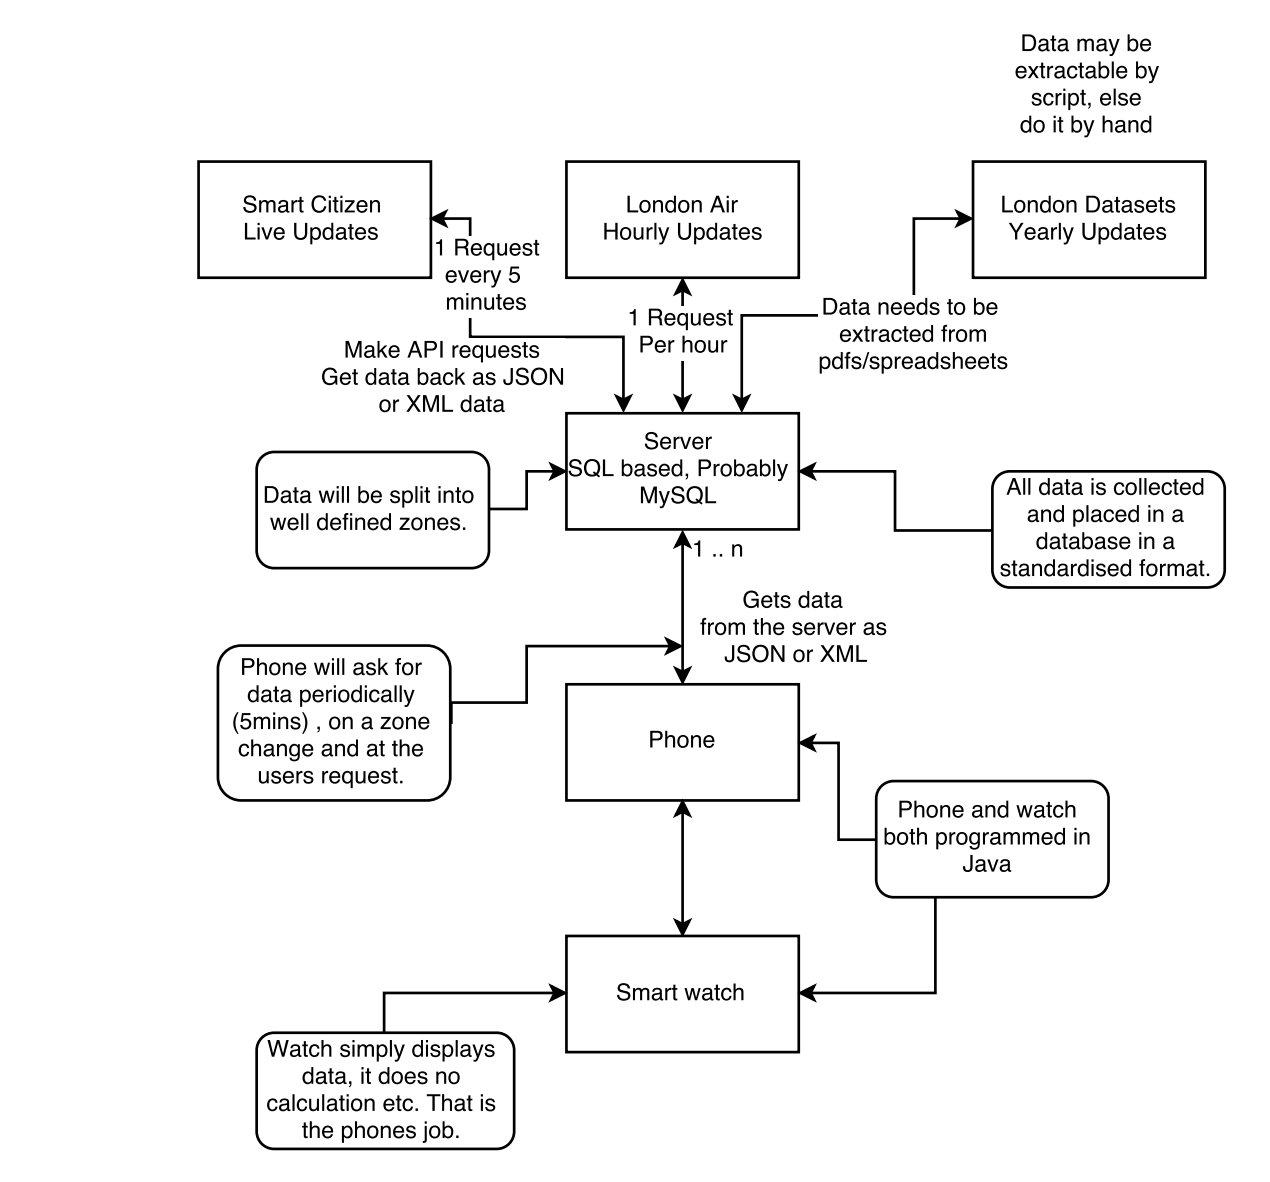 Data may be
extractable by
script, else
do it by hand
Smart Citizen
Live Updates
London Air
Hourly Updates
London Datasets
Yearly Updates
1 Request
every 5
minutes
1 Request
Per hour
Data needs to be
extracted from
pdfs/spreadsheets
Make API requests
Get data back as JSON
or XML data
Server
SQL based, Probably
MySQL
Data will be split into
well defined zones.
All data is collected
and placed in a
database in a
standardised format.
1 .. n
Gets data
from the server as
JSON or XML
Phone will ask for
data periodically
(5mins) , on a zone
change and at the
users request.
Phone
Phone and watch
both programmed in
Java
Smart watch
Watch simply displays
data, it does no
calculation etc. That is
the phones job.